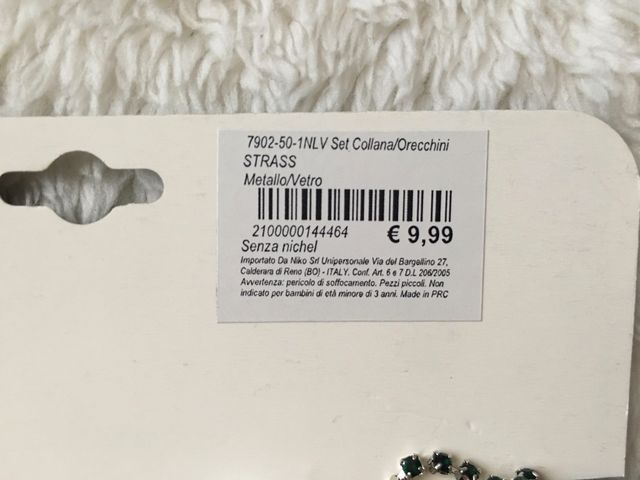 7902-50-1NLV Set Collana/Orecchini
STRASS
Metallo/Vetro
2100000144464 € 9,99
Senza nichel
Importato Da Niko Srl Unipersonale Via del Bargellino 27,
Calderara di Reno (BO) - ITALY. Conf. Art. 6 e 7 D.L 206/2005
Avvertenza: pericolo di soffocamento. Pezzi piccoli. Non
indicato per bambini di età minore di 3 anni. Made in PRC